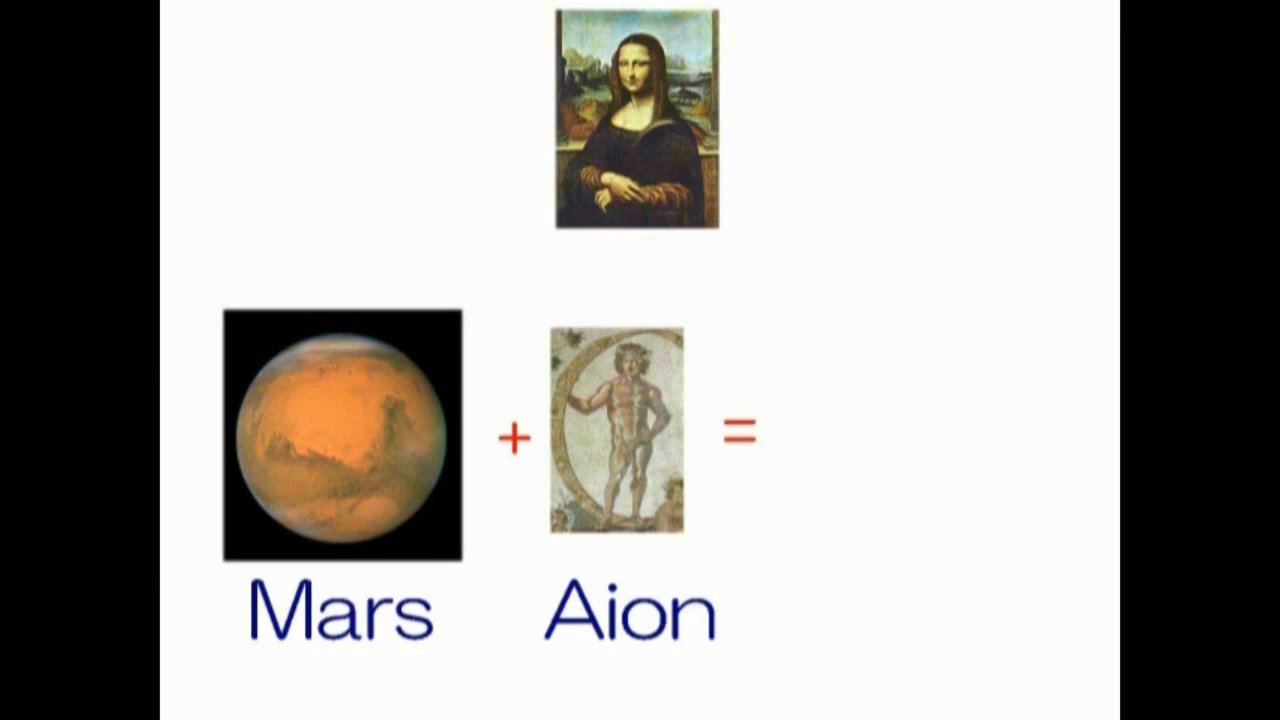 + =
Mars Aion